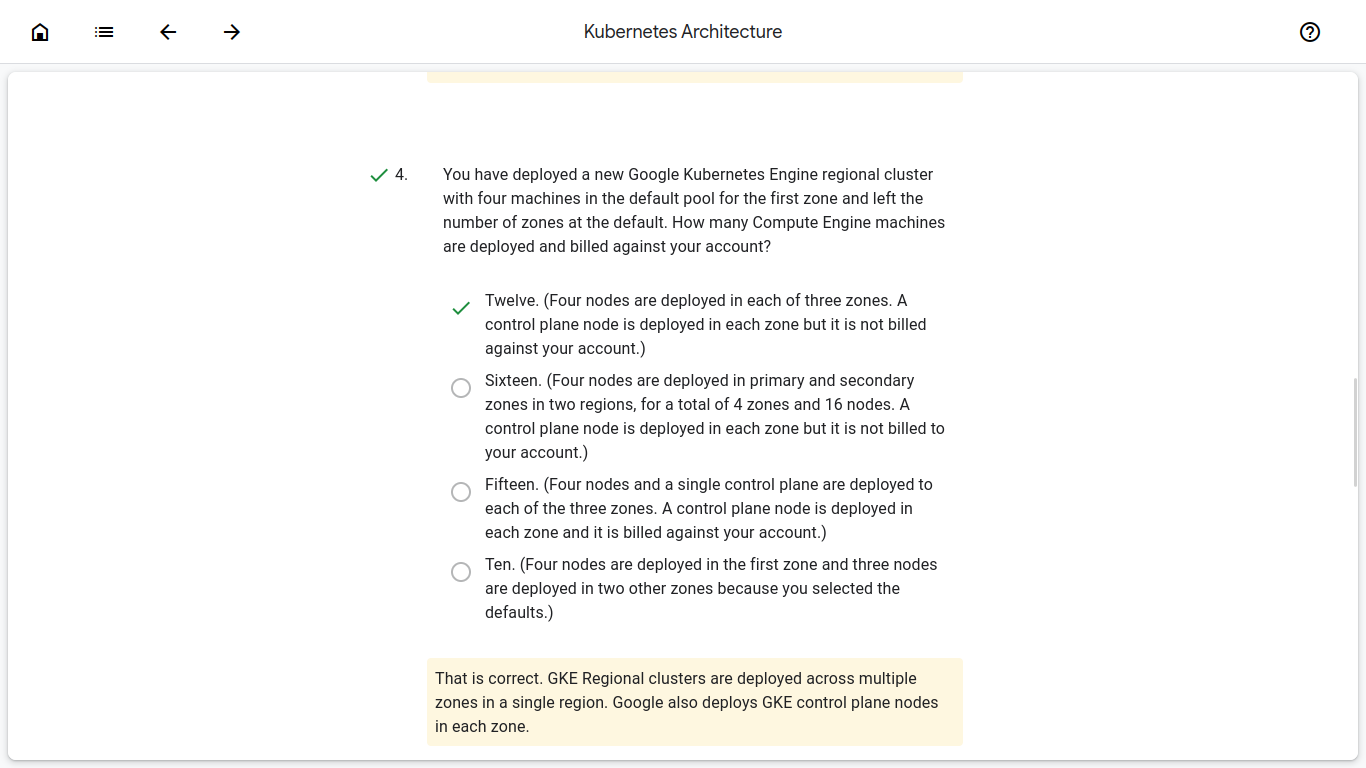 Kubernetes Architecture
4. You have deployed a new Google Kubernetes Engine regional cluster
with four machines in the default pool for the first zone and left the
number of zones at the default. How many Compute Engine machines
are deployed and billed against your account?
Twelve. (Four nodes are deployed in each of three zones. A
control plane node is deployed in each zone but it is not billed
against your account.)
Sixteen. (Four nodes are deployed in primary and secondary
zones in two regions, for a total of 4 zones and 16 nodes. A
control plane node is deployed in each zone but it is not billed to
your account.)
Fifteen. (Four nodes and a single control plane are deployed to
each of the three zones. A control plane node is deployed in
each zone and it is billed against your account.)
Ten. (Four nodes are deployed in the first zone and three nodes
are deployed in two other zones because you selected the
defaults.)
That is correct. GKE Regional clusters are deployed across multiple
zones in a single region. Google also deploys GKE control plane nodes
in each zone.